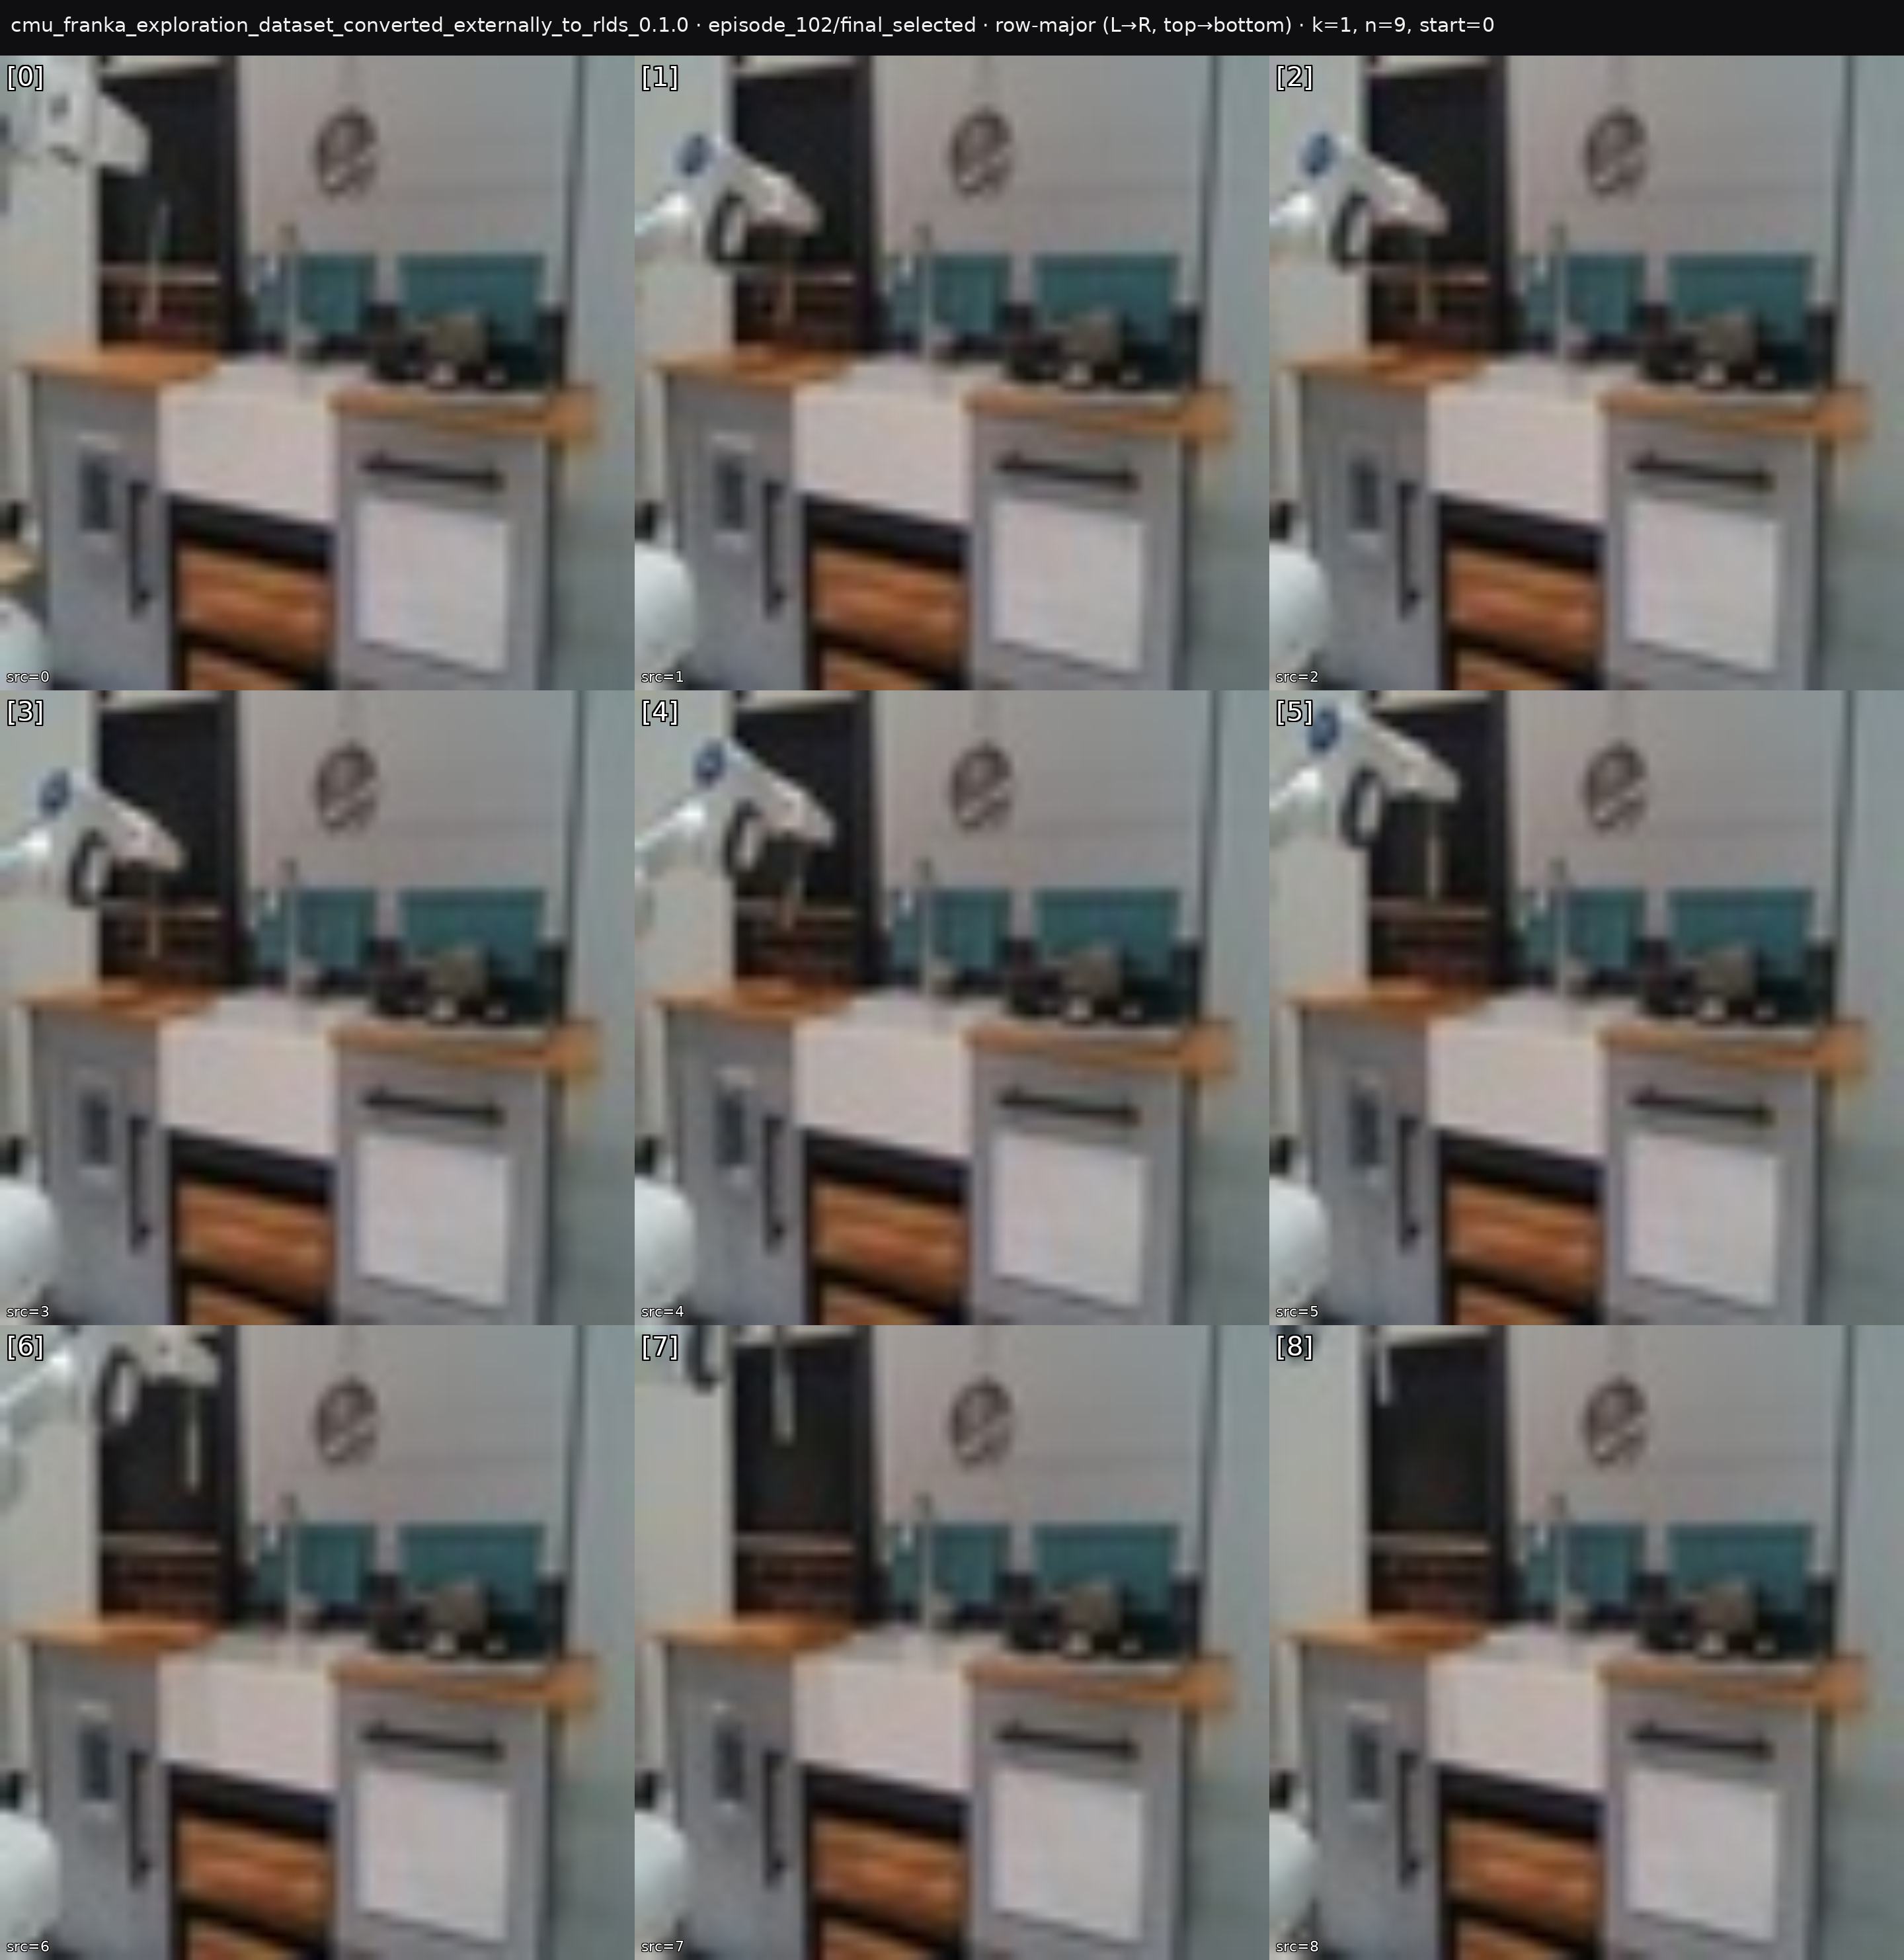 cmu_franka_exploration_dataset_converted_externally_to_rlds_0.1.0 · episode_102/final_selected · row-major (L→R, top→bottom) · k=1, n=9, start=0
[0]
[1]
[2]
src=0
src=1
src=2
[3]
[4]
[5]
src=3
src=4
src=5
[6]
[7]
[8]
src=6
src=7
src=8